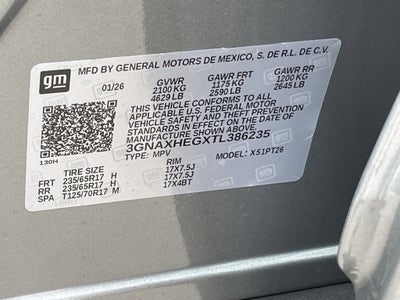 gm
MFD BY GENERAL MOTORS DE MEXICO, S. DE R.L. DE C.V.
01/26 GVWR GAWR FRT GAWR RR
2100 KG 1175 KG 1200 KG
4629 LB 2590 LB 2645 LB
THIS VEHICLE CONFORMS TO ALL
APPLICABLE U.S. FEDERAL MOTOR
VEHICLE SAFETY AND THEFT
PREVENTION STANDARDS IN EFFECT ON
THE DATE OF MANUFACTURE SHOWN ABOVE.
3GNAXHEGXTL386235
TYPE: MPV MODEL: X51PT26
130H
TIRE SIZE RIM
FRT 235/65R17 H 17X7.5J
RR 235/65R17 H 17X7.5J
SPA T125/70R17 M 17X4BT